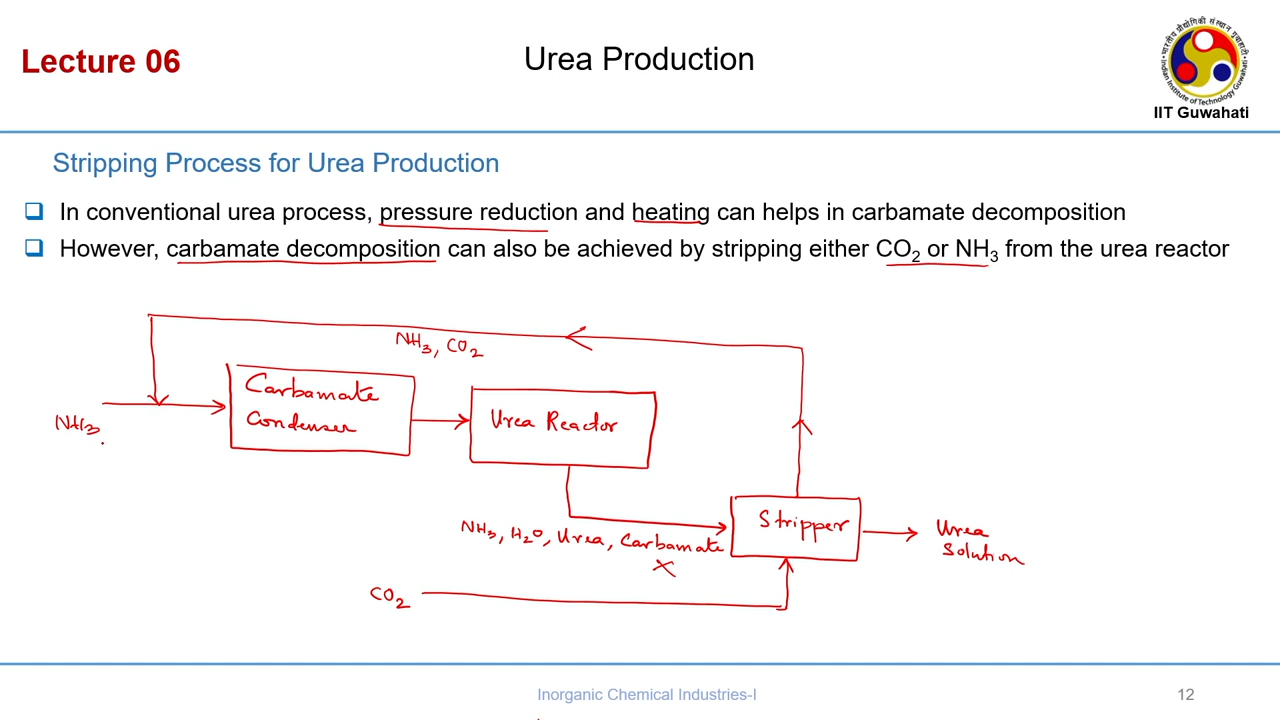 Lecture 06
Urea Production
IIT Guwahati
Stripping Process for Urea Production
In conventional urea process, pressure reduction and heating can helps in carbamate decomposition
However, carbamate decomposition can also be achieved by stripping either CO₂ or NH₃ from the urea reactor
NH₃, CO₂
Carbamate
Condenser
NH₃
Urea Reactor
Stripper
NH₃, H₂O, Urea, Carbamate
Urea
Solution
CO₂
Inorganic Chemical Industries-I
12